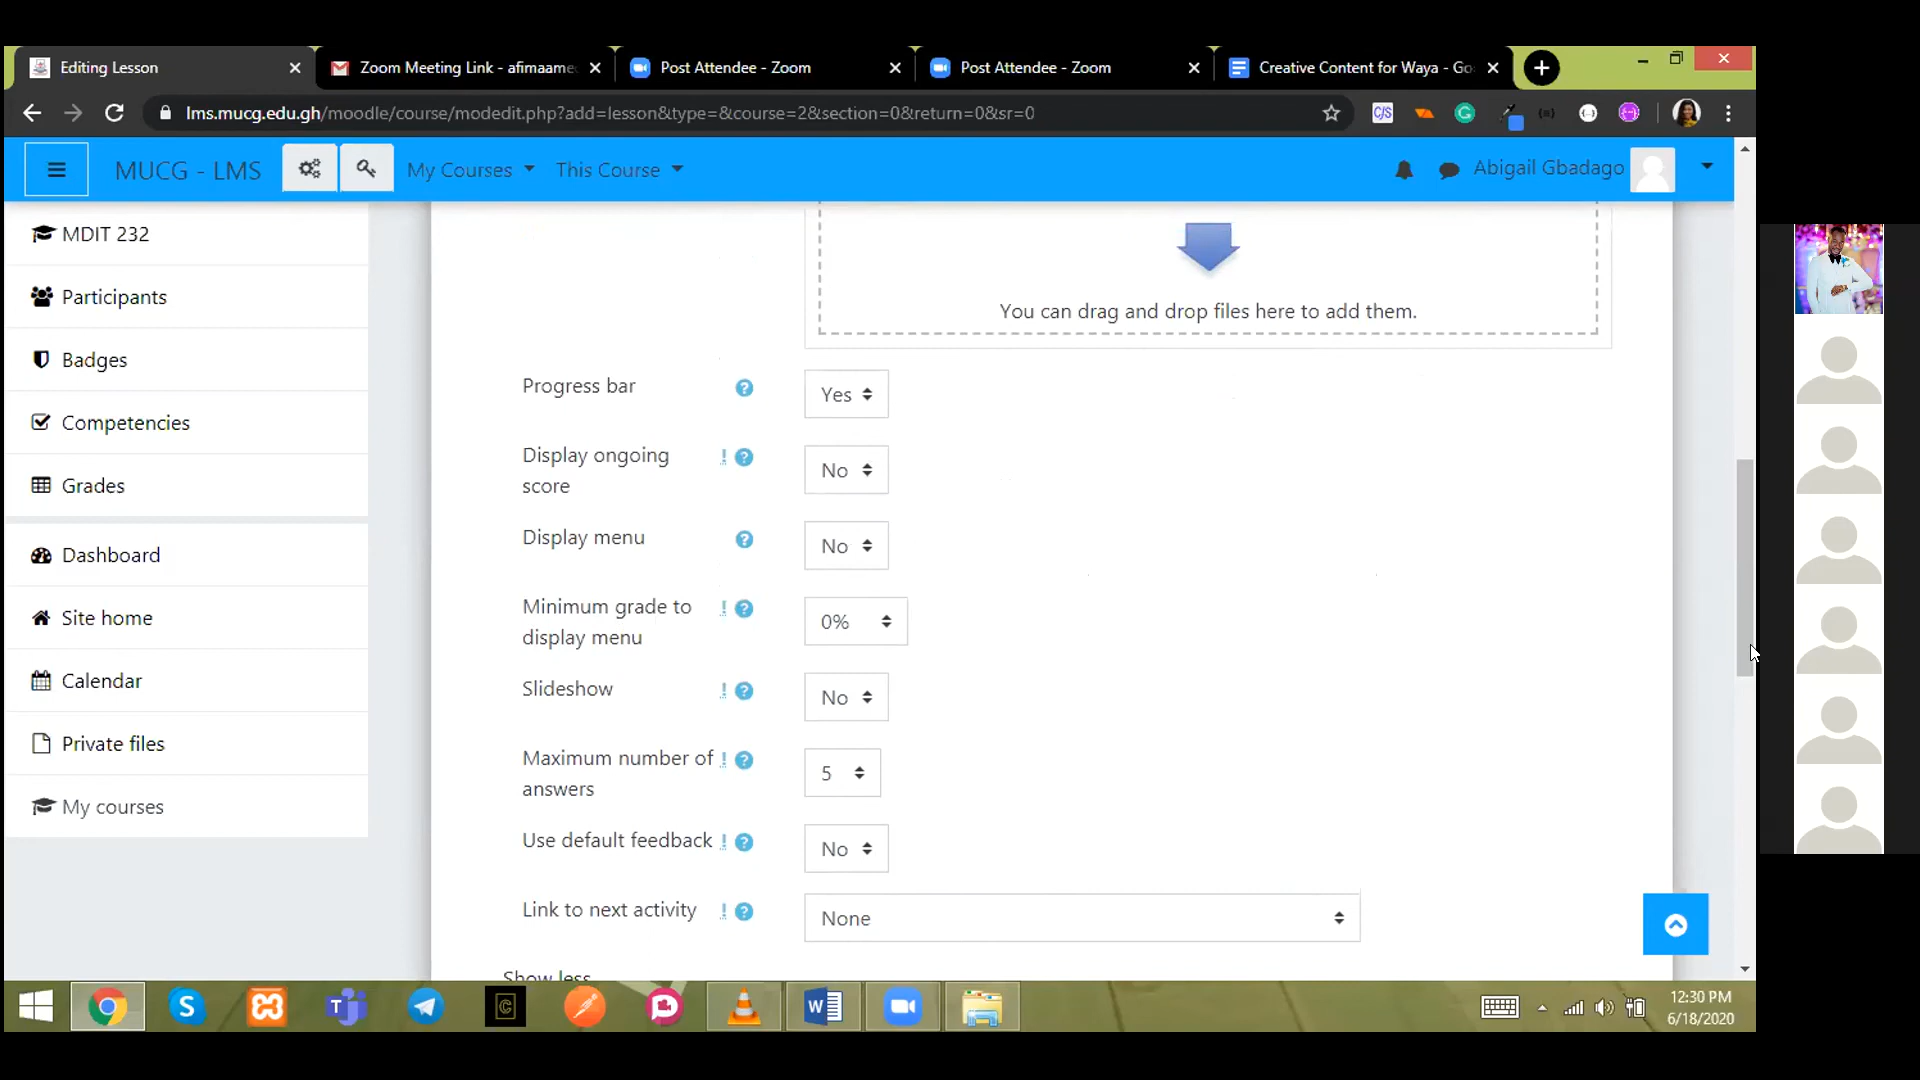 Editing Lesson
Zoom Meeting Link - afimaame
Post Attendee - Zoom
Post Attendee - Zoom
Creative Content for Waya - Go
lms.mucg.edu.gh/moodle/course/modedit.php?add=lesson&type=&course=2&section=0&return=0&sr=0
MUCG - LMS
My Courses
This Course
Abigail Gbadago
MDIT 232
Participants
Badges
Competencies
Grades
Dashboard
Site home
Calendar
Private files
My courses
You can drag and drop files here to add them.
Progress bar
Yes
Display ongoing
score
No
Display menu
No
Minimum grade to
display menu
0%
Slideshow
No
Maximum number of
answers
5
Use default feedback
No
Link to next activity
None
Show less
12:30 PM
6/18/2020